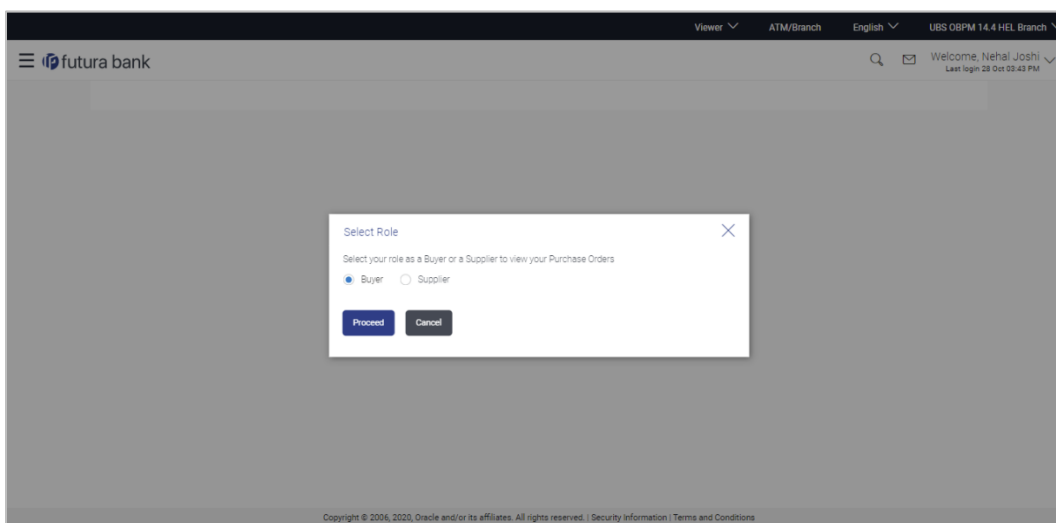 Viewer ATM/Branch English UBS OBPM 14.4 HEL Branch
futura bank
Welcome, Nehal Joshi
Last login 28 Oct 03:43 PM
Select Role
Select your role as a Buyer or a Supplier to view your Purchase Orders
Buyer Supplier
Proceed Cancel
Copyright © 2006, 2020, Oracle and/or its affiliates. All rights reserved. | Security Information | Terms and Conditions